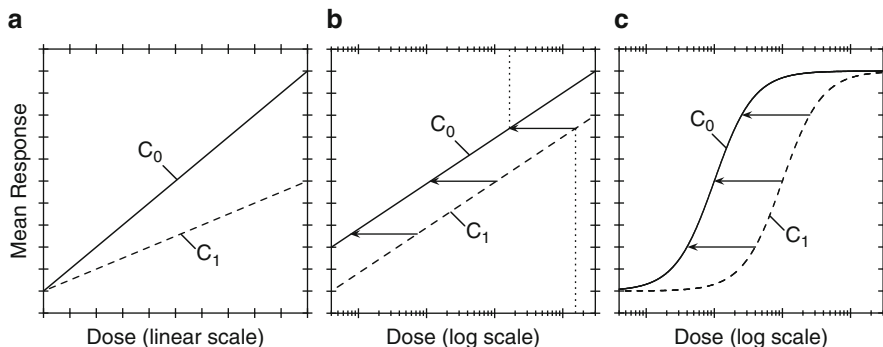 a
b
c
Mean Response
C0
C1
Dose (linear scale)
C0
C1
Dose (log scale)
C0
C1
Dose (log scale)